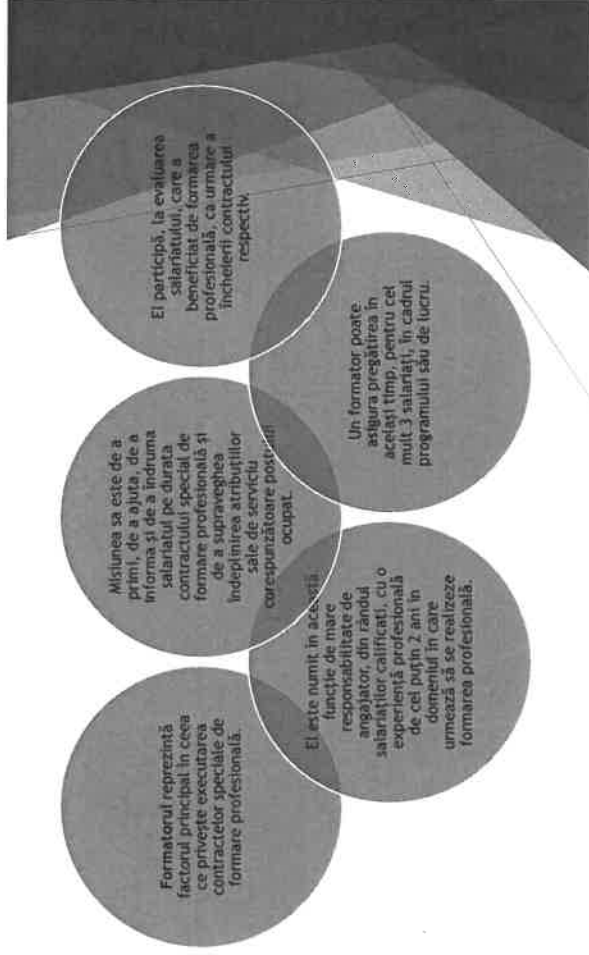 Formatorul reprezintă
factorul principal în ceea
ce privește executarea
contractelor speciale de
formare profesională.
El este numit în această
funcție de mare
responsabilitate de
angajator, din rândul
salariaților calificați, cu o
experiență profesională
de cel puțin 2 ani în
domeniul în care
urmează să se realizeze
formarea profesională.
Misiunea sa este de a
primi, de a ajuta, de a
informa și de a îndruma
salariatul pe durata
contractului special de
formare profesională și
de a supraveghea
îndeplinirea atribuțiilor
sale de serviciu
corespunzătoare postului
ocupat.
Un formator poate
asigura pregătirea în
același timp, pentru cel
mult 3 salariați, în cadrul
programului său de lucru.
El participă, la evaluarea
salariatului, care a
beneficiat de formarea
profesională, ca urmare a
încheierii contractului
respectiv.